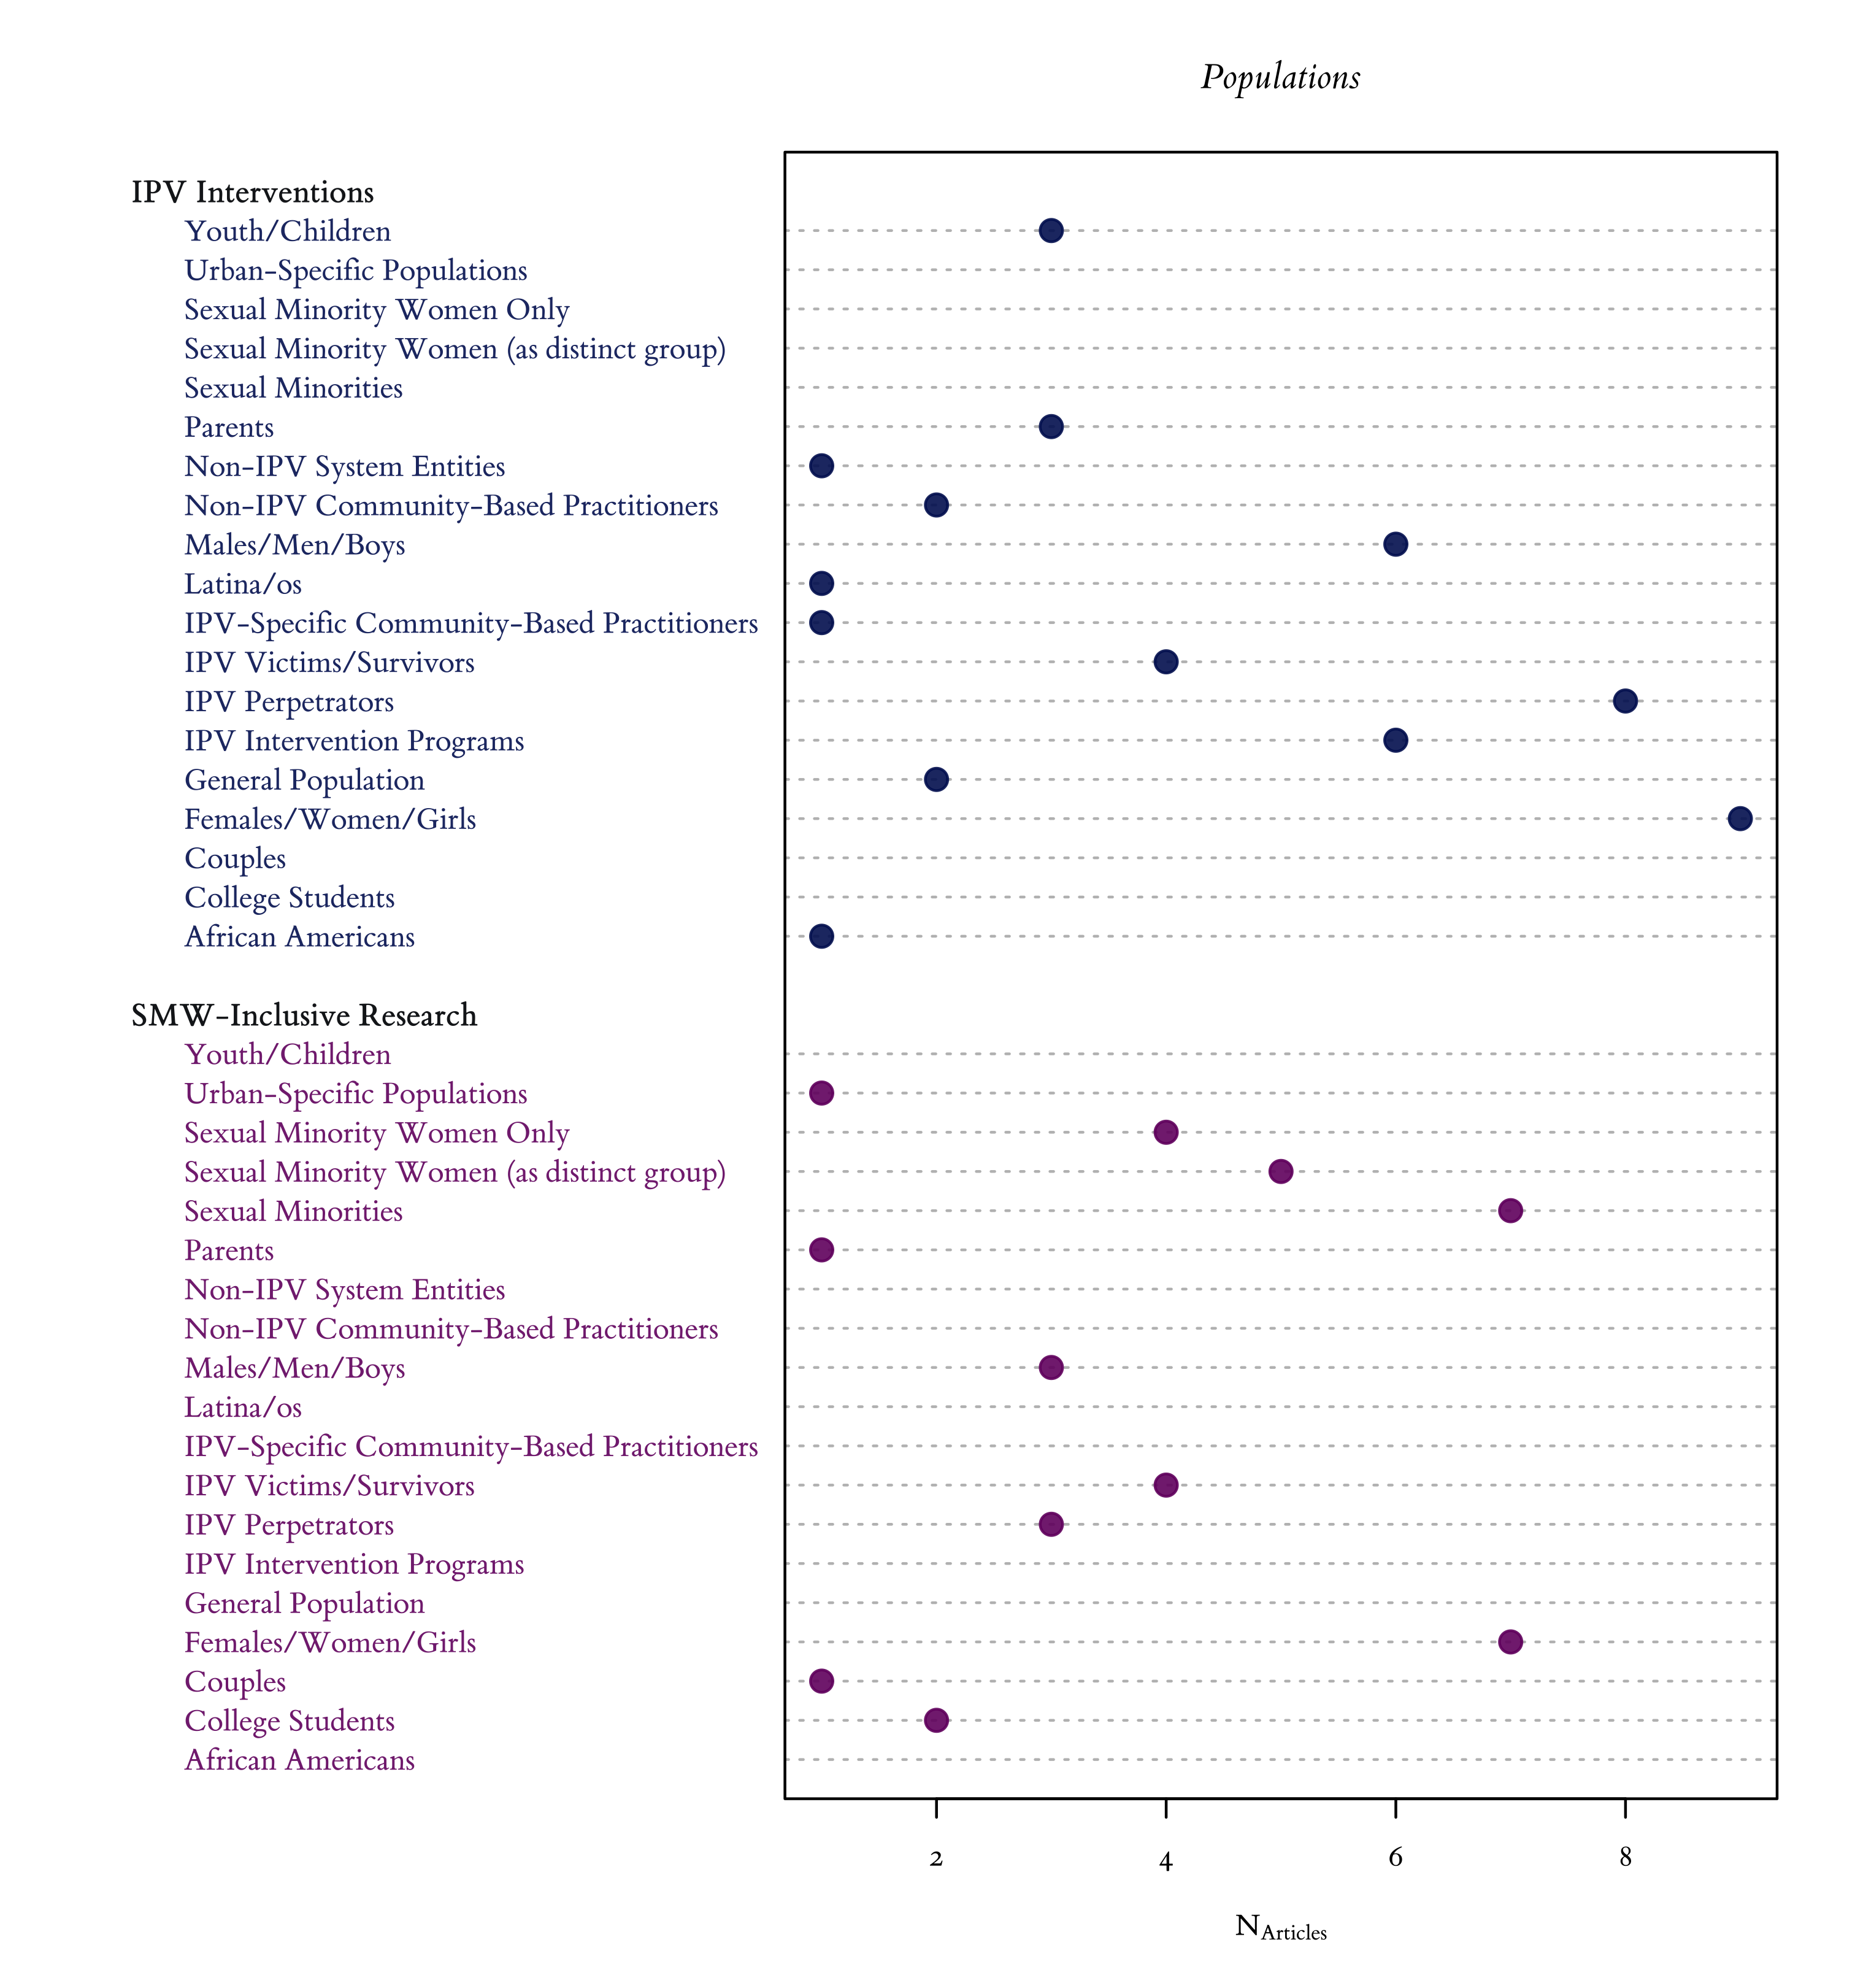 Populations
IPV Interventions
Youth/Children
Urban-Specific Populations
Sexual Minority Women Only
Sexual Minority Women (as distinct group)
Sexual Minorities
Parents
Non-IPV System Entities
Non-IPV Community-Based Practitioners
Males/Men/Boys
Latina/os
IPV-Specific Community-Based Practitioners
IPV Victims/Survivors
IPV Perpetrators
IPV Intervention Programs
General Population
Females/Women/Girls
Couples
College Students
African Americans
SMW-Inclusive Research
Youth/Children
Urban-Specific Populations
Sexual Minority Women Only
Sexual Minority Women (as distinct group)
Sexual Minorities
Parents
Non-IPV System Entities
Non-IPV Community-Based Practitioners
Males/Men/Boys
Latina/os
IPV-Specific Community-Based Practitioners
IPV Victims/Survivors
IPV Perpetrators
IPV Intervention Programs
General Population
Females/Women/Girls
Couples
College Students
African Americans
2 4 6 8
NArticles